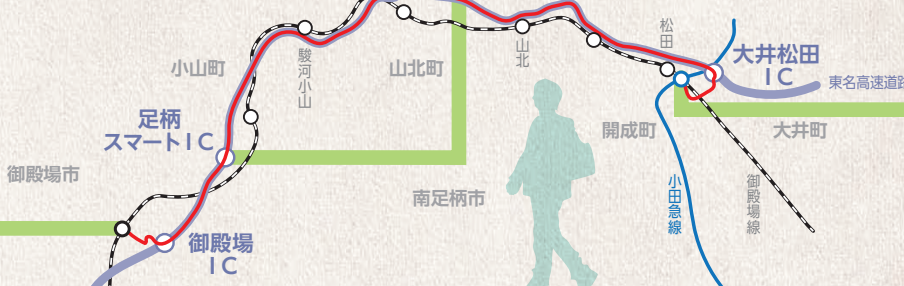 松田
山北
大井松田
IC
駿河小山
小山町
山北町
東名高速道路
足柄
スマートIC
開成町
大井町
御殿場市
南足柄市
小田急線
御殿場線
御殿場
IC